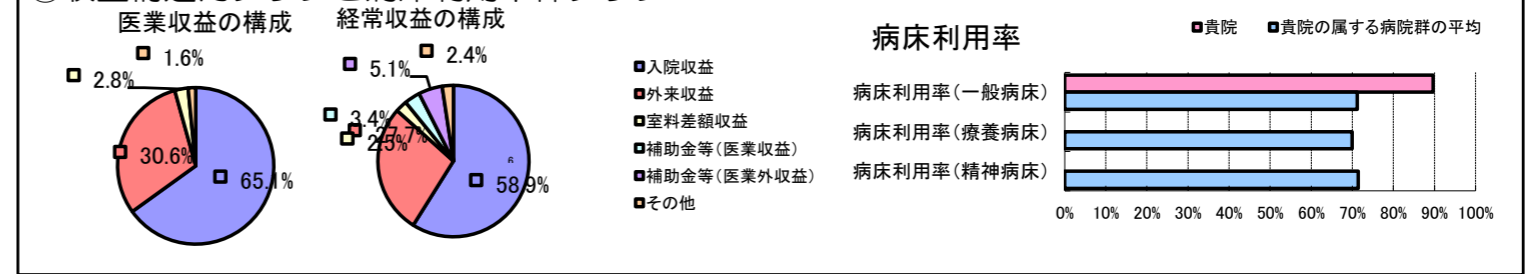 医業収益の構成
経常収益の構成
1.6%
2.8%
30.6%
65.1%
2.4%
5.1%
3.4%
27.7%
2.5%
58.9%
入院収益
外来収益
室料差額収益
補助金等(医業収益)
補助金等(医業外収益)
その他
病床利用率
貴院
貴院の属する病院群の平均
病床利用率(一般病床)
病床利用率(療養病床)
病床利用率(精神病床)
0% 10% 20% 30% 40% 50% 60% 70% 80% 90% 100%